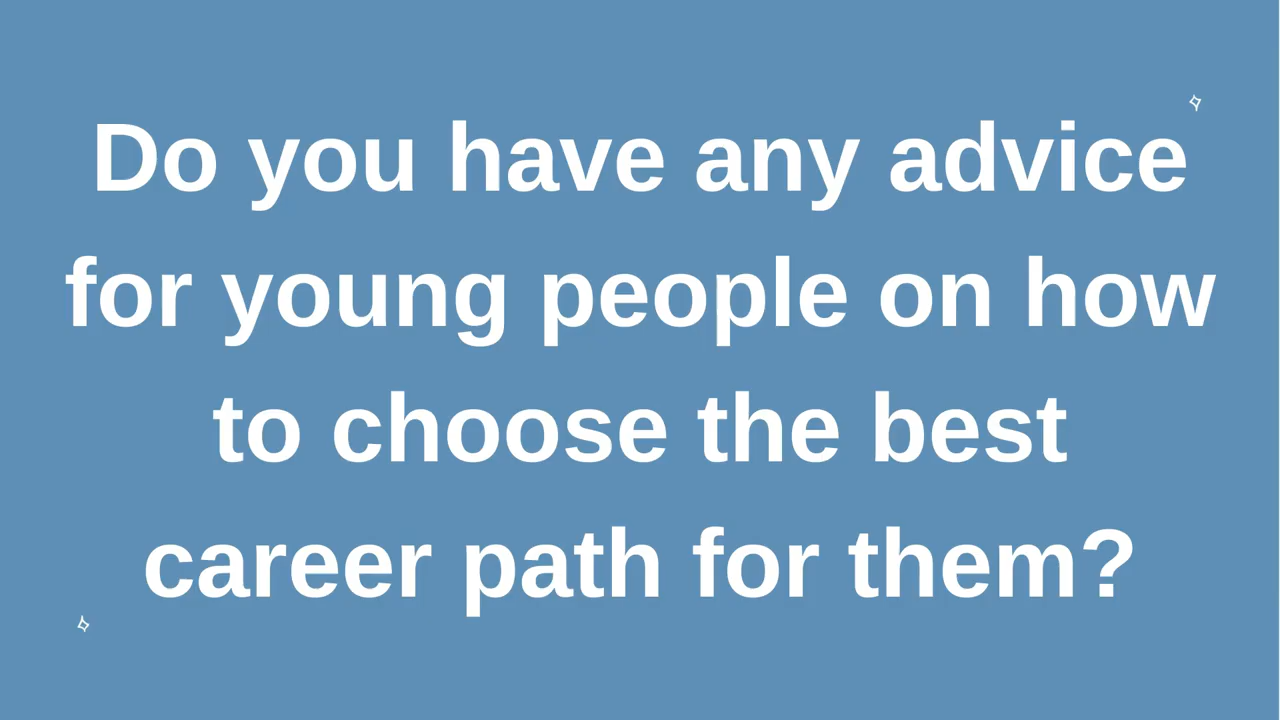 Do you have any advice
for young people on how
to choose the best
career path for them?